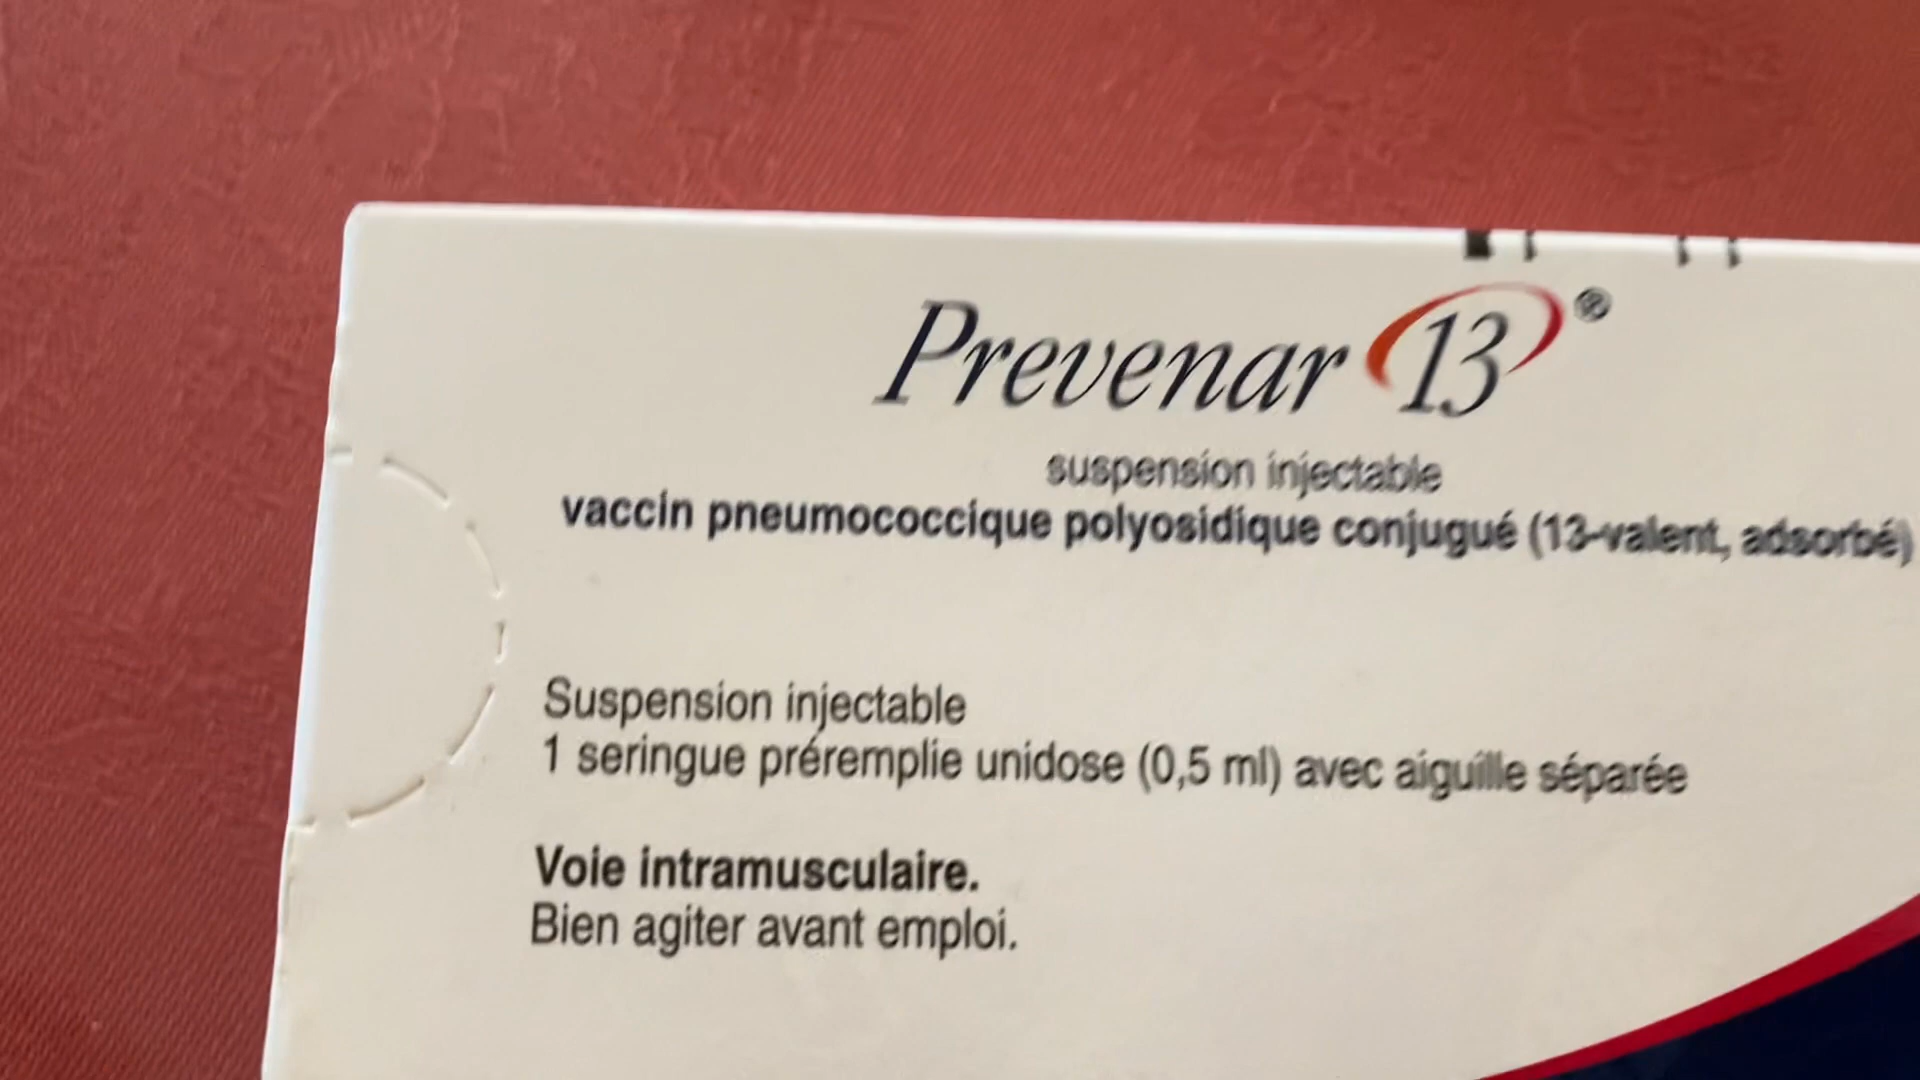 Prevenar 13®
suspension injectable
vaccin pneumococcique polyosidique conjugué (13-valent, adsorbé)
Suspension injectable
1 seringue préremplie unidose (0,5 ml) avec aiguille séparée
Voie intramusculaire.
Bien agiter avant emploi.